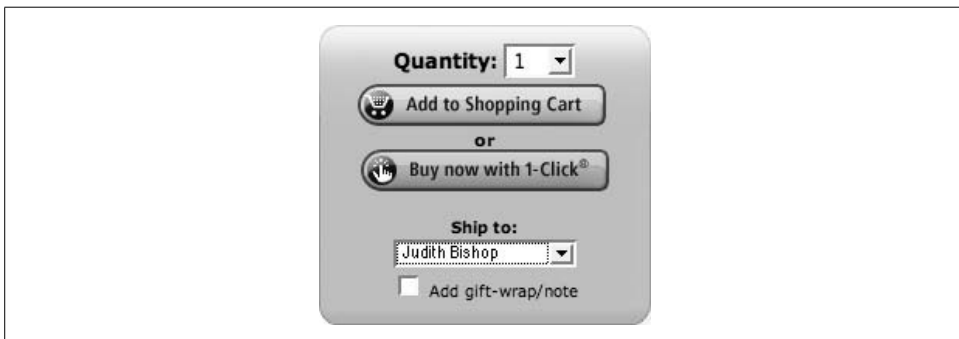 Quantity: 1
Add to Shopping Cart
or
Buy now with 1-Click®
Ship to:
Judith Bishop
Add gift-wrap/note